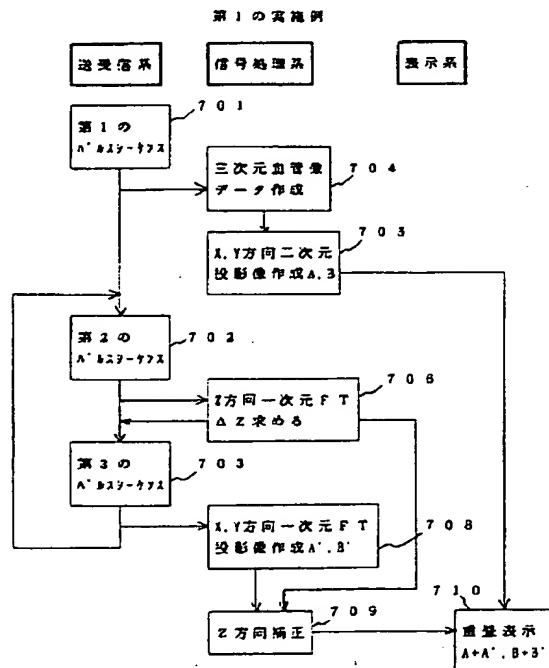 第1の実施例
送受信系
信号処理系
表示系
701
第1の
パルスシーケンス
三次元血管像
データ作成
704
X,Y方向二次元
投影像作成A,B
703
第2の
パルスシーケンス
702
Z方向一次元FT
ΔZ求める
706
第3の
パルスシーケンス
703
X,Y方向一次元FT
投影像作成A',B'
708
Z方向補正
709
710
重畳表示
A+A',B+B'